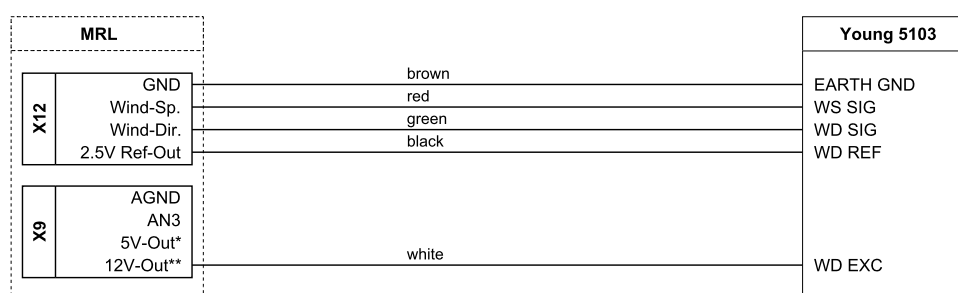 MRL Young 5103
brown
GND EARTH GND
red
X12 Wind-Sp. WS SIG
green
Wind-Dir. WD SIG
black
2.5V Ref-Out WD REF
AGND
AN3
X9 5V-Out*
white
12V-Out** WD EXC